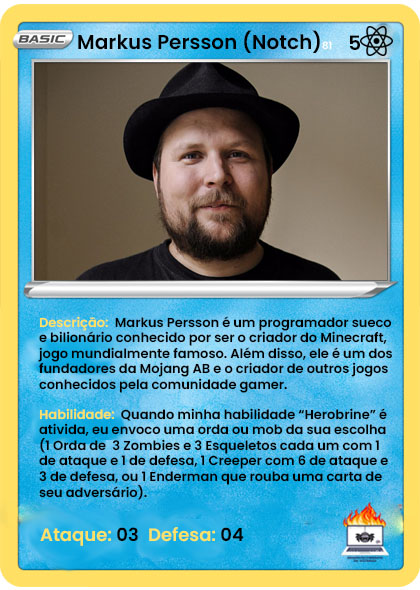 BASIC Markus Persson (Notch) 81 5
Descrição: Markus Persson é um programador sueco
e bilionário conhecido por ser o criador do Minecraft,
jogo mundialmente famoso. Além disso, ele é um dos
fundadores da Mojang AB e o criador de outros jogos
conhecidos pela comunidade gamer.
Habilidade: Quando minha habilidade “Herobrine” é
ativida, eu envoco uma orda ou mob da sua escolha
(1 Orda de 3 Zombies e 3 Esqueletos cada um com 1
de ataque e 1 de defesa, 1 Creeper com 6 de ataque e
3 de defesa, ou 1 Enderman que rouba uma carta de
seu adversário).
Ataque: 03 Defesa: 04